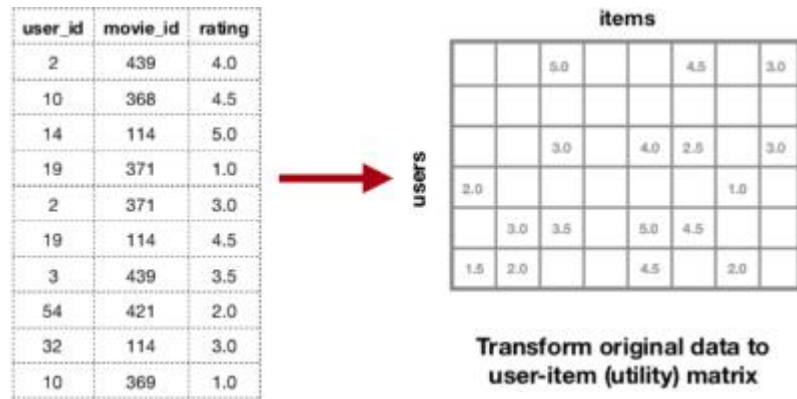 user_id movie_id rating
2 439 4.0
10 368 4.5
14 114 5.0
19 371 1.0
2 371 3.0
19 114 4.5
3 439 3.5
54 421 2.0
32 114 3.0
10 369 1.0
items
users
5.0 4.5 3.0
3.0 4.0 2.5 3.0
2.0 1.0
3.0 3.5 5.0 4.5
1.5 2.0 4.5 2.0
Transform original data to
user-item (utility) matrix